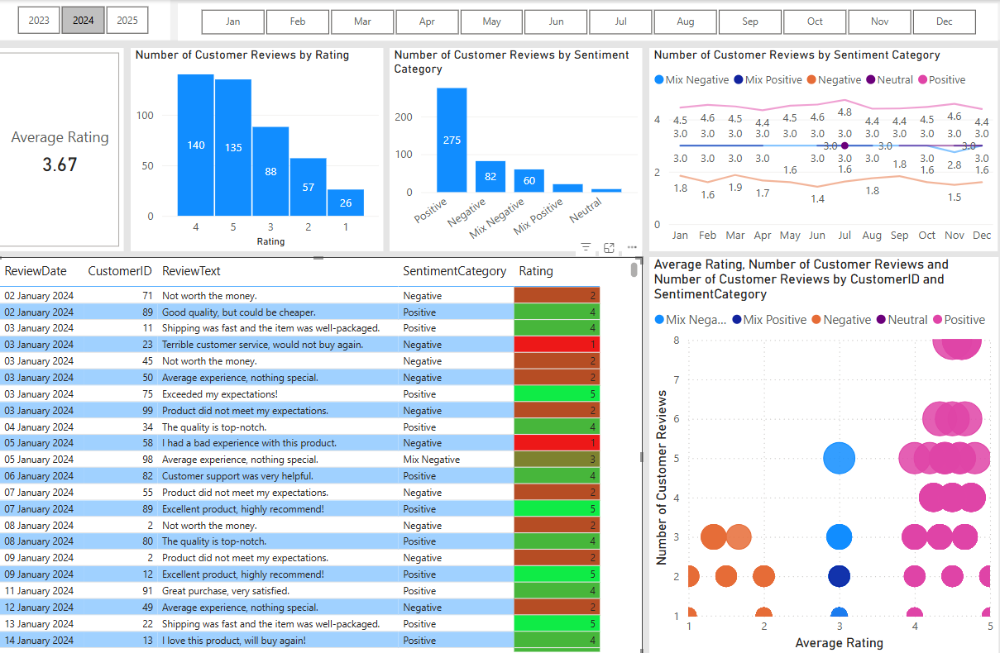 2023
2024
2025
Jan
Feb
Mar
Apr
May
Jun
Jul
Aug
Sep
Oct
Nov
Dec
Average Rating
3.67
Number of Customer Reviews by Rating
100
50
0
140
135
88
57
26
4 5 3 2 1
Rating
Number of Customer Reviews by Sentiment
Category
200
100
0
275
82
60
Positive
Negative
Mix Negative
Mix Positive
Neutral
Number of Customer Reviews by Sentiment Category
Mix Negative Mix Positive Negative Neutral Positive
4
2
0
4.5 4.6 4.5 4.4 4.5 4.6 4.8 4.4 4.4 4.5 4.6 4.4
3.0 3.0 3.0 3.0 3.0 3.0 3.0 3.0 3.0 3.0 3.0 3.0
3.0 3.0 3.0
3.0 3.0 3.0 3.0 3.0 3.0 3.0 3.0 3.0
1.6 1.6 1.8 1.6 2.8 1.6
1.8 1.6 1.9 1.7 1.4 1.8 1.5
Jan Feb Mar Apr May Jun Jul Aug Sep Oct Nov Dec
ReviewDate CustomerID ReviewText SentimentCategory Rating
02 January 2024 71 Not worth the money. Negative 2
02 January 2024 89 Good quality, but could be cheaper. Positive 4
03 January 2024 11 Shipping was fast and the item was well-packaged. Positive 4
03 January 2024 23 Terrible customer service, would not buy again. Negative 1
03 January 2024 45 Not worth the money. Negative 2
03 January 2024 50 Average experience, nothing special. Negative 2
03 January 2024 75 Exceeded my expectations! Positive 5
03 January 2024 99 Product did not meet my expectations. Negative 2
04 January 2024 34 The quality is top-notch. Positive 4
05 January 2024 58 I had a bad experience with this product. Negative 1
05 January 2024 98 Average experience, nothing special. Mix Negative 3
06 January 2024 82 Customer support was very helpful. Positive 4
07 January 2024 55 Product did not meet my expectations. Negative 2
07 January 2024 89 Excellent product, highly recommend! Positive 5
08 January 2024 2 Not worth the money. Negative 2
08 January 2024 80 The quality is top-notch. Positive 4
09 January 2024 2 Product did not meet my expectations. Negative 2
09 January 2024 12 Excellent product, highly recommend! Positive 5
11 January 2024 91 Great purchase, very satisfied. Positive 4
12 January 2024 49 Average experience, nothing special. Negative 2
13 January 2024 22 Shipping was fast and the item was well-packaged. Positive 5
14 January 2024 13 I love this product, will buy again! Positive 4
Average Rating, Number of Customer Reviews and
Number of Customer Reviews by CustomerID and
SentimentCategory
Mix Nega... Mix Positive Negative Neutral Positive
Number of Customer Reviews
8
7
6
5
4
3
2
1
1 2 3 4 5
Average Rating